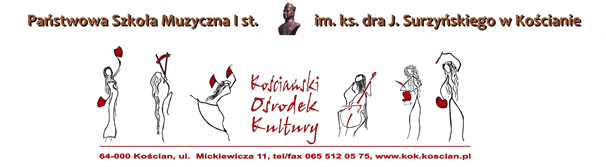 Państwowa Szkoła Muzyczna I st. im. ks. dra J. Surzyńskiego w Kościanie
Kościański
Ośrodek
Kultury
64-000 Kościan, ul. Mickiewicza 11, tel/fax 065 512 05 75, www.kok.koscian.pl